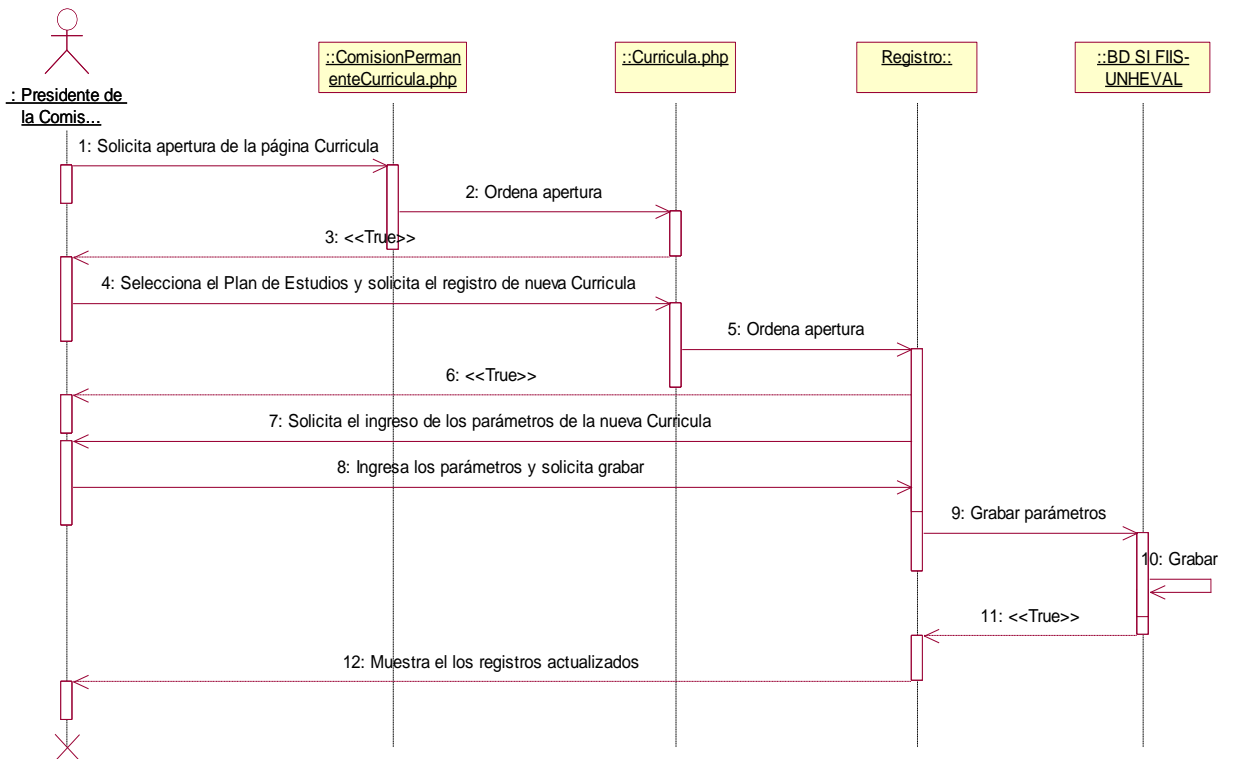 : Presidente de
la Comis...
::ComisionPerman
enteCurricula.php
::Curricula.php
Registro::
::BD SI FIIS-
UNHEVAL
1: Solicita apertura de la página Curricula
2: Ordena apertura
3: <<True>>
4: Selecciona el Plan de Estudios y solicita el registro de nueva Curricula
5: Ordena apertura
6: <<True>>
7: Solicita el ingreso de los parámetros de la nueva Curricula
8: Ingresa los parámetros y solicita grabar
9: Grabar parámetros
10: Grabar
11: <<True>>
12: Muestra el los registros actualizados